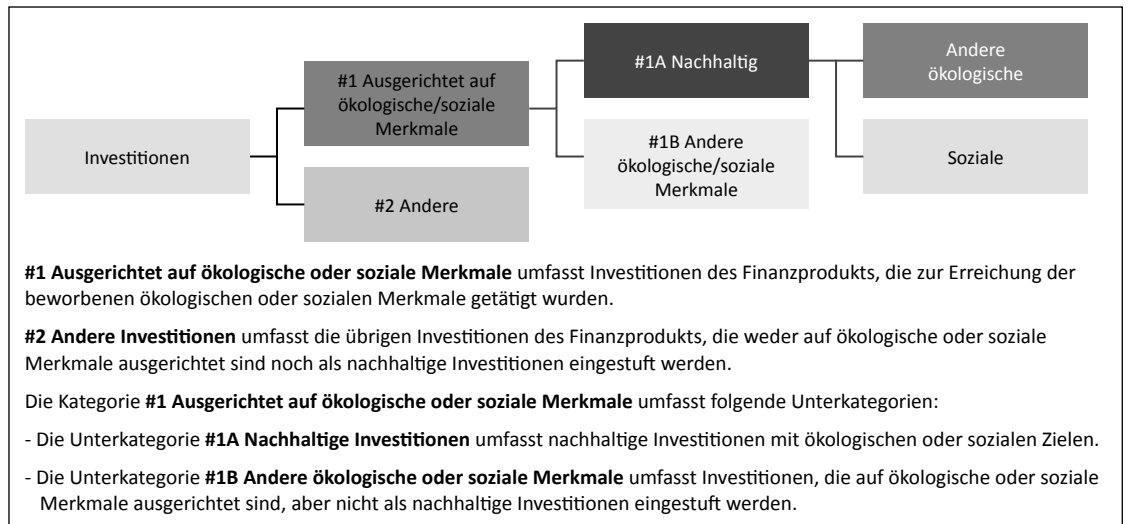 Investitionen
#1 Ausgerichtet auf
ökologische/soziale
Merkmale
#2 Andere
#1A Nachhaltig
#1B Andere
ökologische/soziale
Merkmale
Andere
ökologische
Soziale
#1 Ausgerichtet auf ökologische oder soziale Merkmale umfasst Investitionen des Finanzprodukts, die zur Erreichung der
beworbenen ökologischen oder sozialen Merkmale getätigt wurden.
#2 Andere Investitionen umfasst die übrigen Investitionen des Finanzprodukts, die weder auf ökologische oder soziale
Merkmale ausgerichtet sind noch als nachhaltige Investitionen eingestuft werden.
Die Kategorie #1 Ausgerichtet auf ökologische oder soziale Merkmale umfasst folgende Unterkategorien:
- Die Unterkategorie #1A Nachhaltige Investitionen umfasst nachhaltige Investitionen mit ökologischen oder sozialen Zielen.
- Die Unterkategorie #1B Andere ökologische oder soziale Merkmale umfasst Investitionen, die auf ökologische oder soziale
Merkmale ausgerichtet sind, aber nicht als nachhaltige Investitionen eingestuft werden.